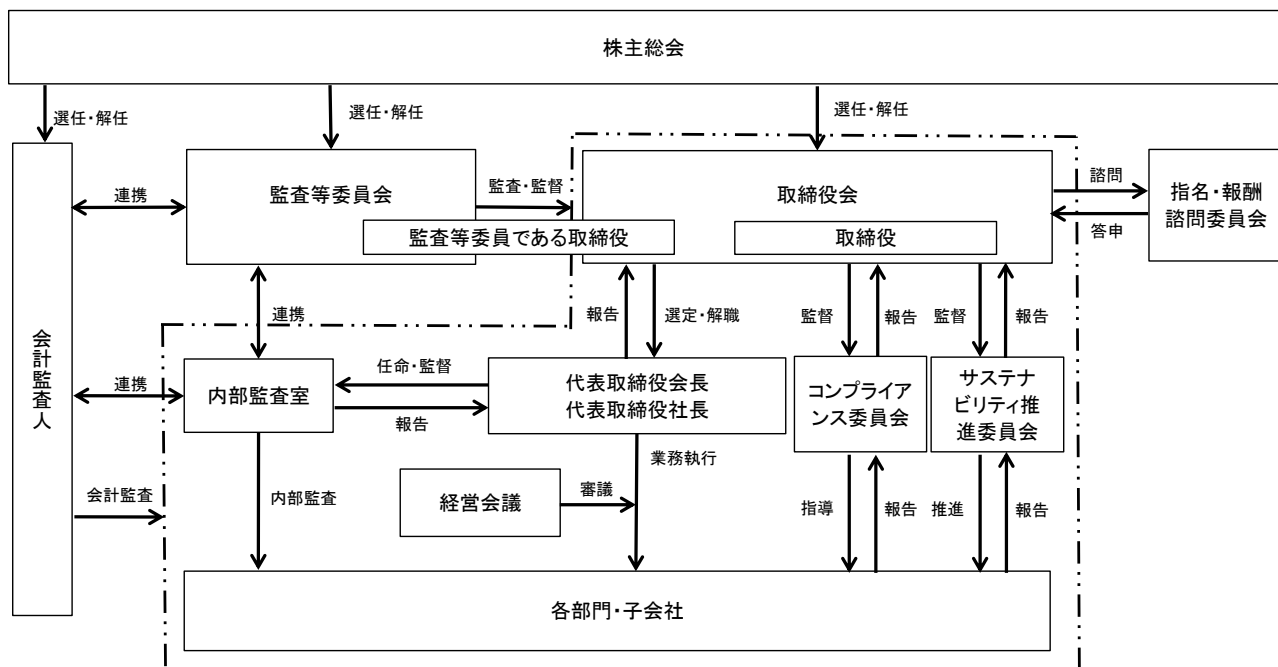 株主総会
選任・解任
選任・解任
選任・解任
監査等委員会
監査・監督
取締役会
諮問
指名・報酬
諮問委員会
連携
答申
監査等委員である取締役
取締役
会計監査人
連携
報告
選定・解職
監督
報告
監督
報告
連携
内部監査室
任命・監督
報告
代表取締役会長
代表取締役社長
コンプライア
ンス委員会
サステナ
ビリティ推
進委員会
業務執行
会計監査
内部監査
経営会議
審議
指導
報告
推進
報告
各部門・子会社